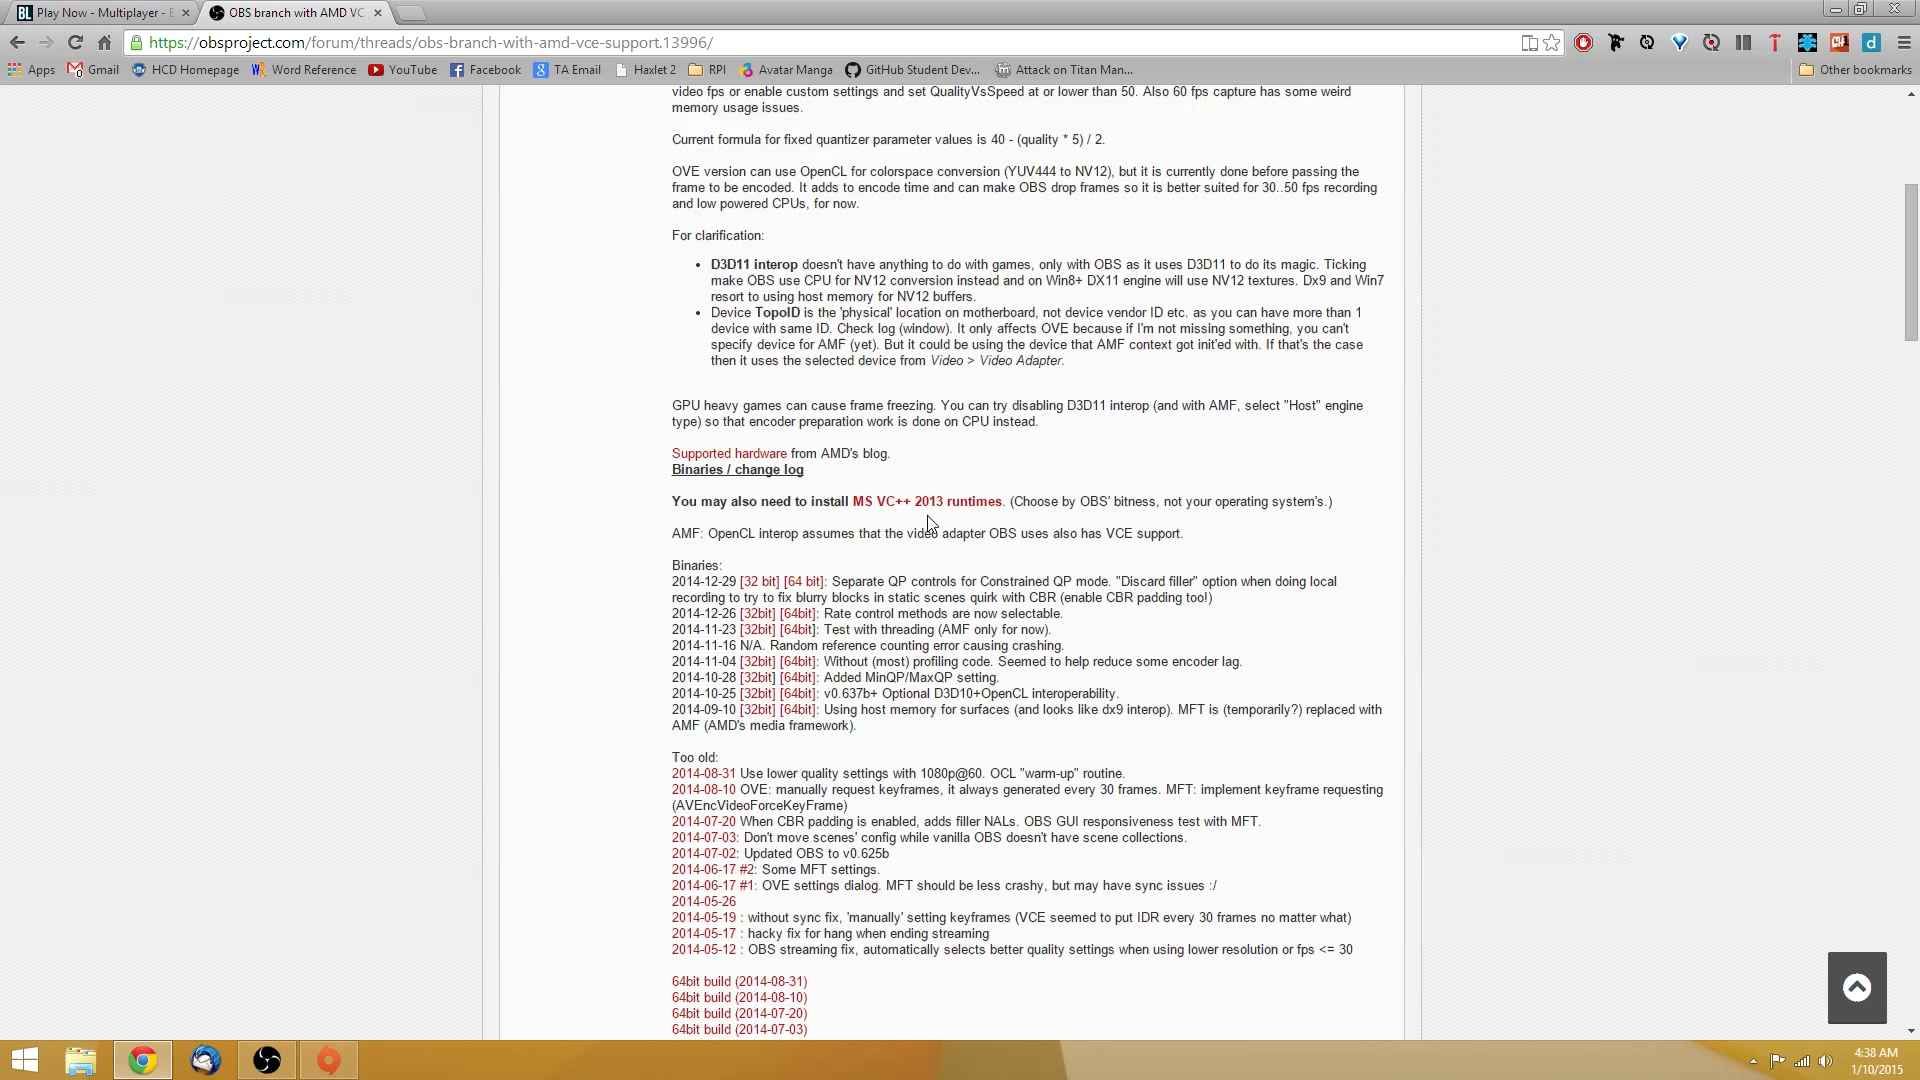 Play Now - Multiplayer - E
OBS branch with AMD VC
https://obsproject.com/forum/threads/obs-branch-with-amd-vce-support.13996/
Apps Gmail HCD Homepage Word Reference YouTube Facebook TA Email Haxlet 2 RPI Avatar Manga GitHub Student Dev... Attack on Titan Man... Other bookmarks
video fps or enable custom settings and set QualityVsSpeed at or lower than 50. Also 60 fps capture has some weird
memory usage issues.
Current formula for fixed quantizer parameter values is 40 - (quality * 5) / 2.
OVE version can use OpenCL for colorspace conversion (YUV444 to NV12), but it is currently done before passing the
frame to be encoded. It adds to encode time and can make OBS drop frames so it is better suited for 30..50 fps recording
and low powered CPUs, for now.
For clarification:
• D3D11 interop doesn't have anything to do with games, only with OBS as it uses D3D11 to do its magic. Ticking
make OBS use CPU for NV12 conversion instead and on Win8+ DX11 engine will use NV12 textures. Dx9 and Win7
resort to using host memory for NV12 buffers.
• Device TopoID is the 'physical' location on motherboard, not device vendor ID etc. as you can have more than 1
device with same ID. Check log (window). It only affects OVE because if I'm not missing something, you can't
specify device for AMF (yet). But it could be using the device that AMF context got init'ed with. If that's the case
then it uses the selected device from Video > Video Adapter.
GPU heavy games can cause frame freezing. You can try disabling D3D11 interop (and with AMF, select "Host" engine
type) so that encoder preparation work is done on CPU instead.
Supported hardware from AMD's blog.
Binaries / change log
You may also need to install MS VC++ 2013 runtimes. (Choose by OBS' bitness, not your operating system's.)
AMF: OpenCL interop assumes that the video adapter OBS uses also has VCE support.
Binaries:
2014-12-29 [32 bit] [64 bit]: Separate QP controls for Constrained QP mode. "Discard filler" option when doing local
recording to try to fix blurry blocks in static scenes quirk with CBR (enable CBR padding too!)
2014-12-26 [32bit] [64bit]: Rate control methods are now selectable.
2014-11-23 [32bit] [64bit]: Test with threading (AMF only for now).
2014-11-16 N/A. Random reference counting error causing crashing.
2014-11-04 [32bit] [64bit]: Without (most) profiling code. Seemed to help reduce some encoder lag.
2014-10-28 [32bit] [64bit]: Added MinQP/MaxQP setting.
2014-10-25 [32bit] [64bit]: v0.637b+ Optional D3D10+OpenCL interoperability.
2014-09-10 [32bit] [64bit]: Using host memory for surfaces (and looks like dx9 interop). MFT is (temporarily?) replaced with
AMF (AMD's media framework).
Too old:
2014-08-31 Use lower quality settings with 1080p@60. OCL "warm-up" routine.
2014-08-10 OVE: manually request keyframes, it always generated every 30 frames. MFT: implement keyframe requesting
(AVEncVideoForceKeyFrame)
2014-07-20 When CBR padding is enabled, adds filler NALs. OBS GUI responsiveness test with MFT.
2014-07-03: Don't move scenes' config while vanilla OBS doesn't have scene collections.
2014-07-02: Updated OBS to v0.625b
2014-06-17 #2: Some MFT settings.
2014-06-17 #1: OVE settings dialog. MFT should be less crashy, but may have sync issues :/
2014-05-26
2014-05-19 : without sync fix, 'manually' setting keyframes (VCE seemed to put IDR every 30 frames no matter what)
2014-05-17 : hacky fix for hang when ending streaming
2014-05-12 : OBS streaming fix, automatically selects better quality settings when using lower resolution or fps <= 30
64bit build (2014-08-31)
64bit build (2014-08-10)
64bit build (2014-07-20)
64bit build (2014-07-03)
4:38 AM
1/10/2015